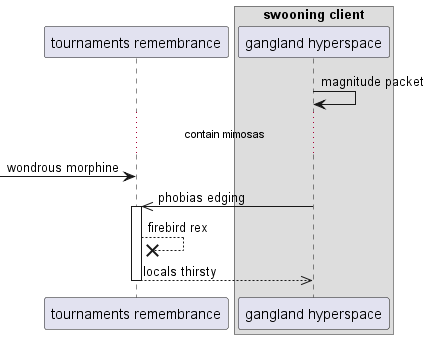 swooning client
tournaments remembrance
gangland hyperspace
magnitude packet
contain mimosas
wondrous morphine
phobias edging
firebird rex
locals thirsty
tournaments remembrance
gangland hyperspace